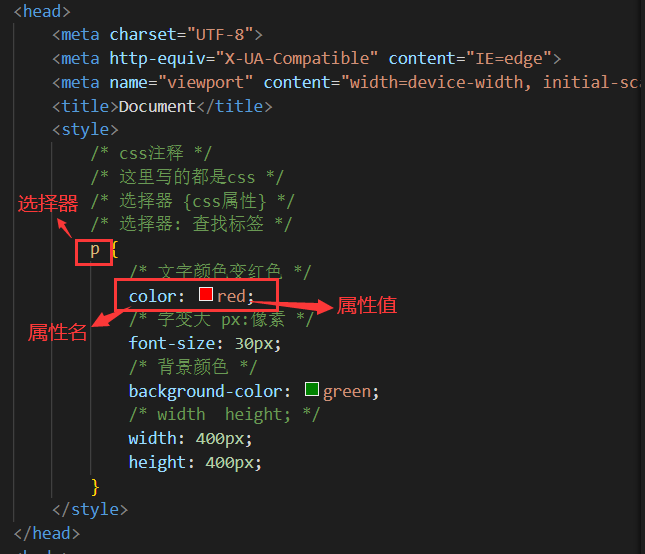 <head>
<meta charset="UTF-8">
<meta http-equiv="X-UA-Compatible" content="IE=edge">
<meta name="viewport" content="width=device-width, initial-sca
<title>Document</title>
<style>
/* css注释 */
/* 这里写的都是css */
选择器
/* 选择器 {css属性} */
/* 选择器: 查找标签 */
p {
/* 文字颜色变红色 */
color: red;
属性值
/* 字变大 px:像素 */
属性名
font-size: 30px;
/* 背景颜色 */
background-color: green;
/* width  height; */
width: 400px;
height: 400px;
}
</style>
</head>